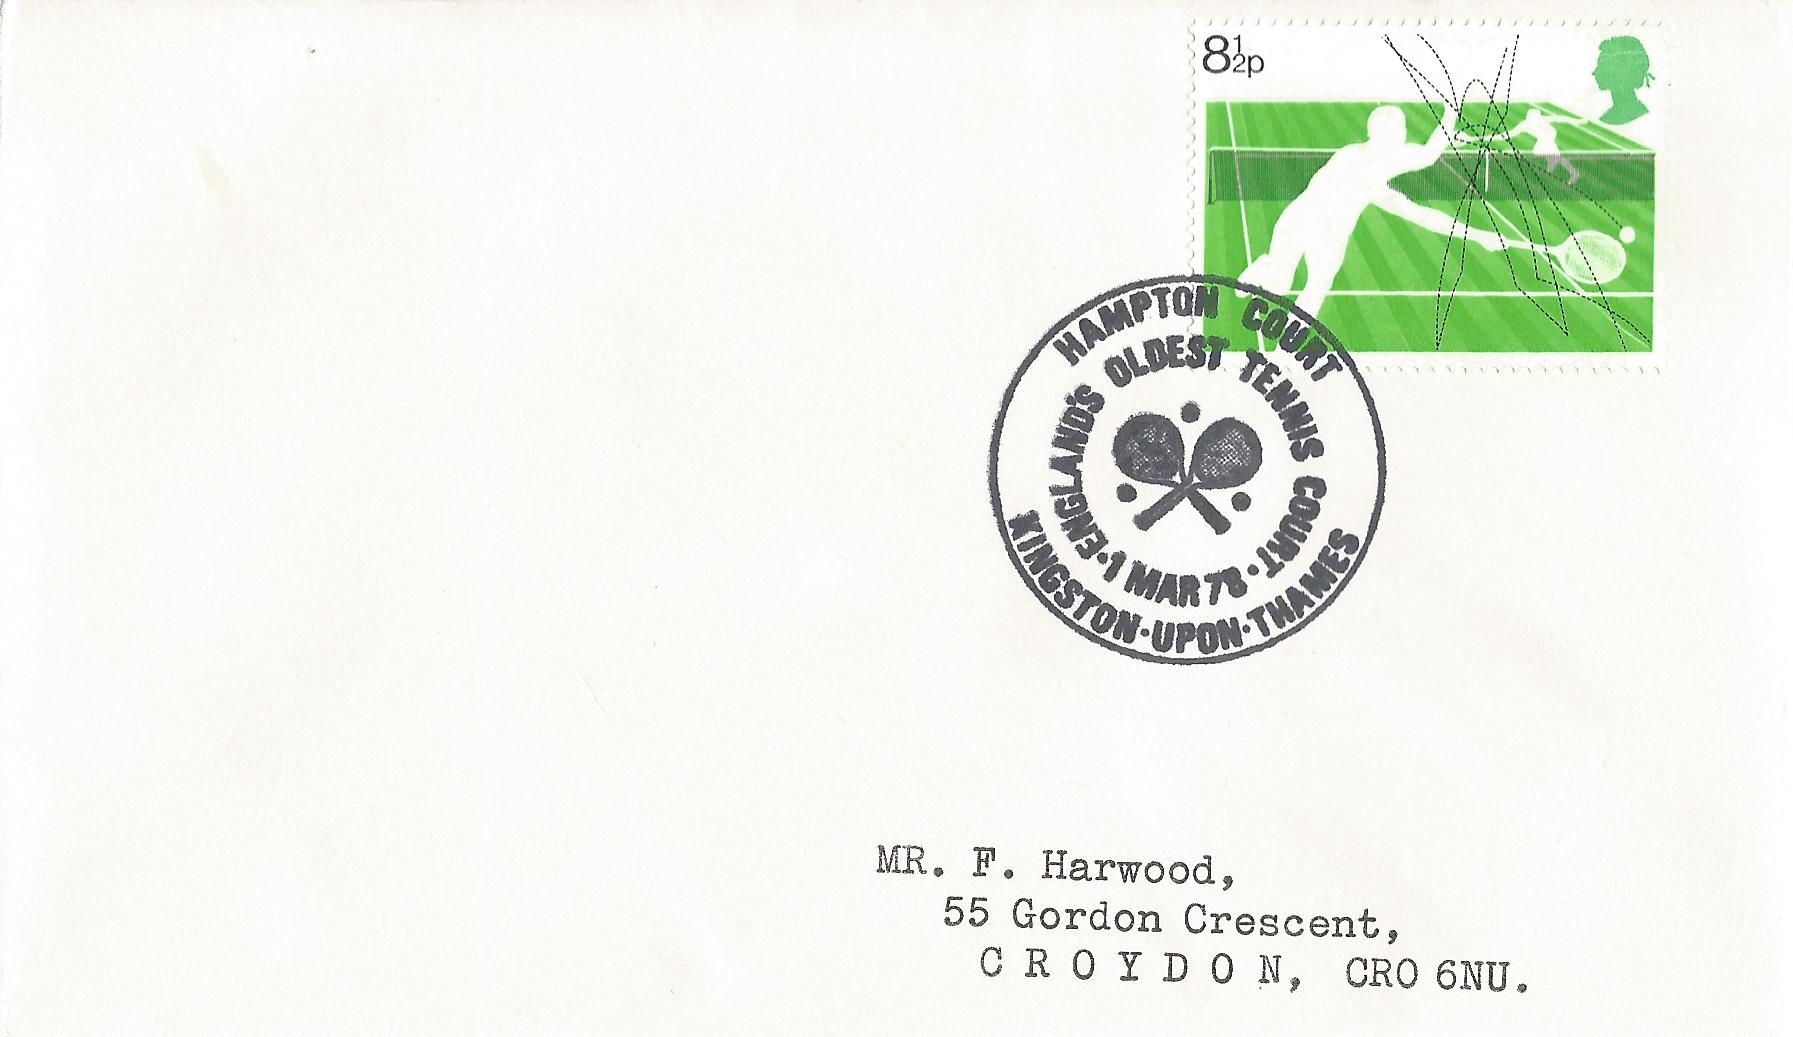 8½p
HAMPTON COURT
ENGLAND'S OLDEST TENNIS COURT
• 1 MAR 78 •
KINGSTON · UPON · THAMES
MR. F. Harwood,
55 Gordon Crescent,
C R O Y D O N, CRO 6NU.